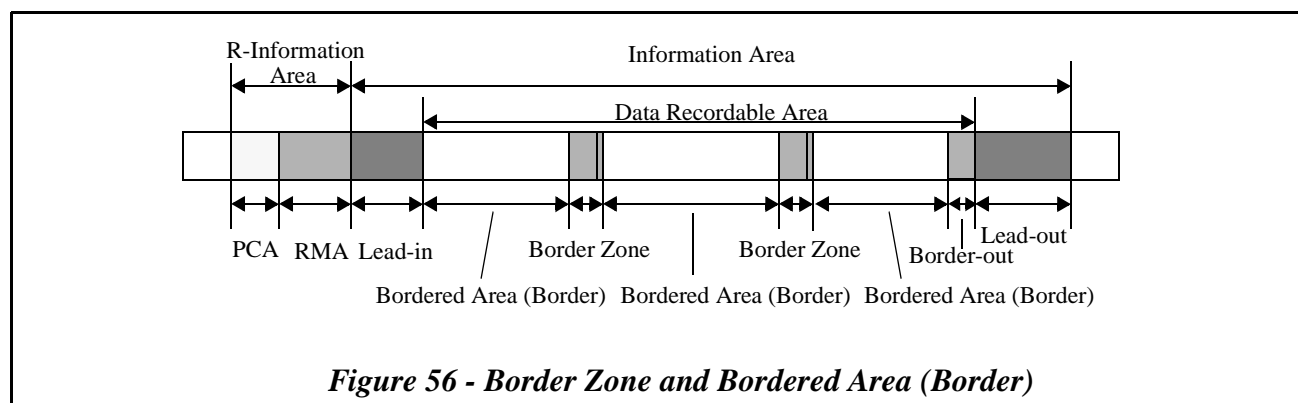 R-Information
Area
Information Area
Data Recordable Area
PCA
RMA
Lead-in
Border Zone
Border Zone
Border-out
Lead-out
Bordered Area (Border)
Bordered Area (Border)
Bordered Area (Border)
Figure 56 - Border Zone and Bordered Area (Border)